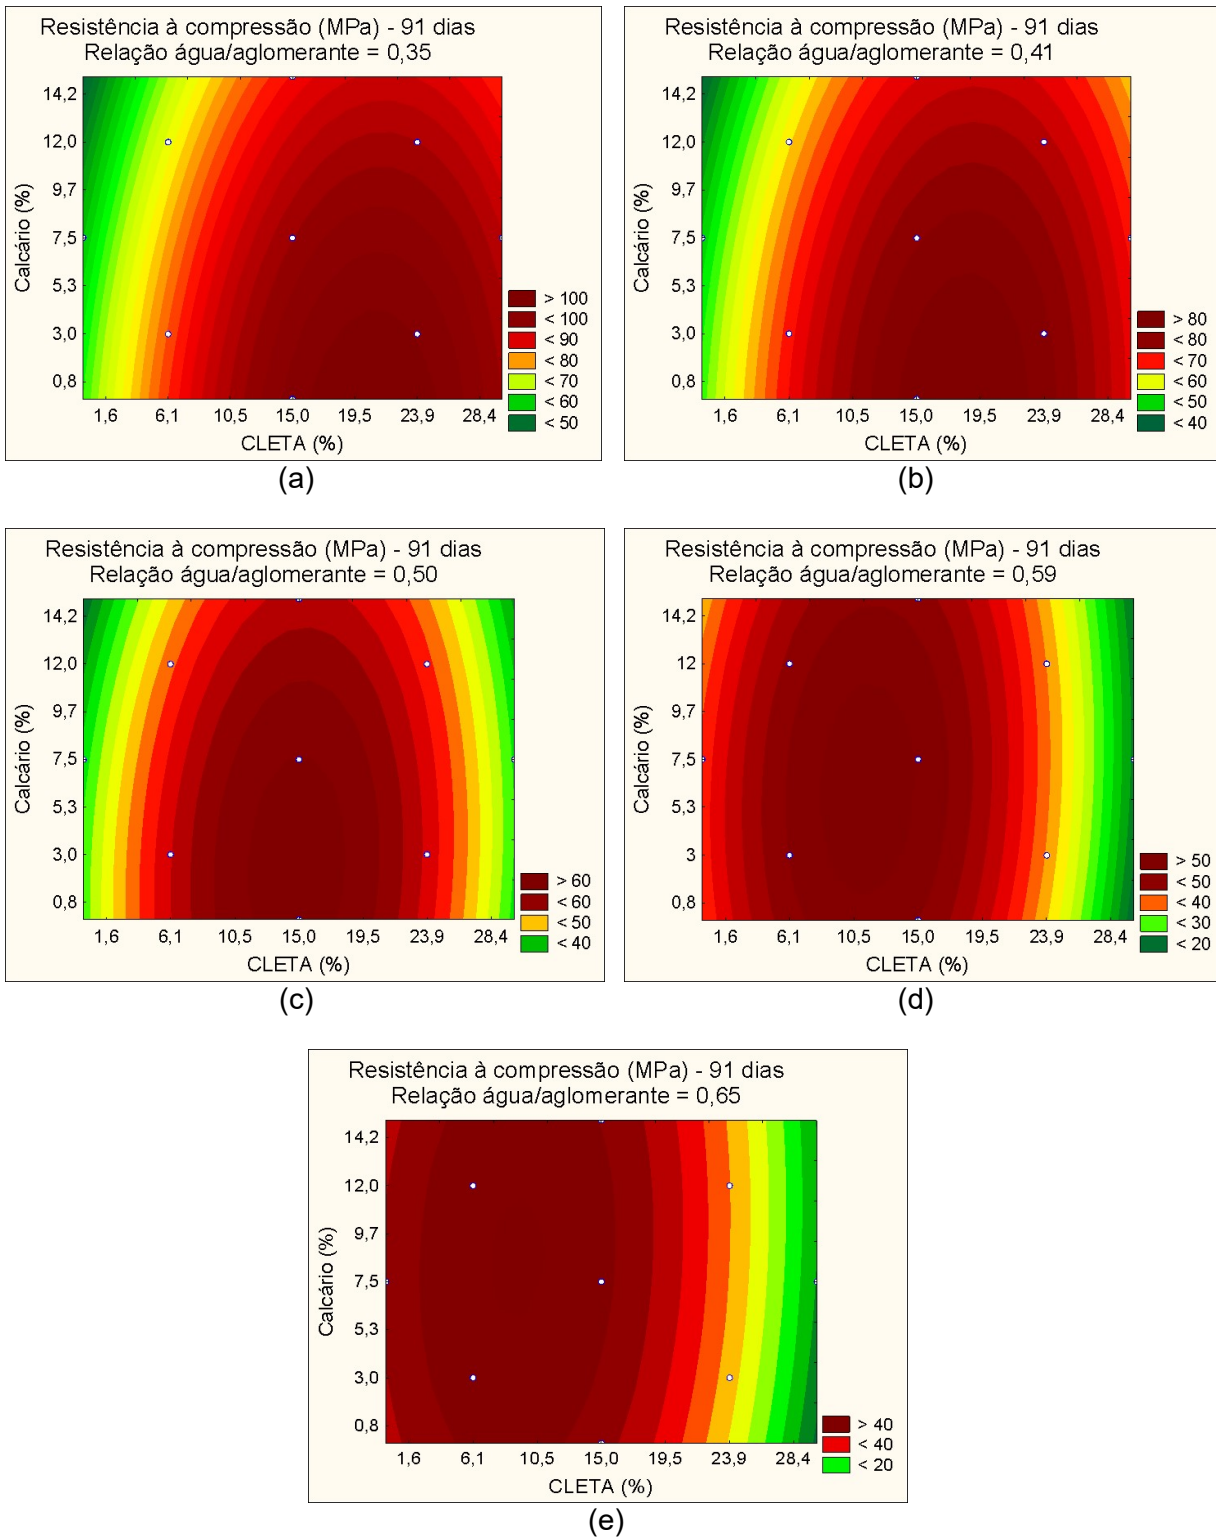 Resistência à compressão (MPa) - 91 dias
Relação água/aglomerante = 0,35
14,2
12,0
9,7
7,5
5,3
3,0
0,8
Calcário (%)
1,6 6,1 10,5 15,0 19,5 23,9 28,4
CLETA (%)
> 100
< 100
< 90
< 80
< 70
< 60
< 50
(a)
Resistência à compressão (MPa) - 91 dias
Relação água/aglomerante = 0,41
14,2
12,0
9,7
7,5
5,3
3,0
0,8
Calcário (%)
1,6 6,1 10,5 15,0 19,5 23,9 28,4
CLETA (%)
> 80
< 80
< 70
< 60
< 50
< 40
(b)
Resistência à compressão (MPa) - 91 dias
Relação água/aglomerante = 0,50
14,2
12,0
9,7
7,5
5,3
3,0
0,8
Calcário (%)
1,6 6,1 10,5 15,0 19,5 23,9 28,4
CLETA (%)
> 60
< 60
< 50
< 40
(c)
Resistência à compressão (MPa) - 91 dias
Relação água/aglomerante = 0,59
14,2
12
9,7
7,5
5,3
3
0,8
Calcário (%)
1,6 6,1 10,5 15,0 19,5 23,9 28,4
CLETA (%)
> 50
< 50
< 40
< 30
< 20
(d)
Resistência à compressão (MPa) - 91 dias
Relação água/aglomerante = 0,65
14,2
12,0
9,7
7,5
5,3
3,0
0,8
Calcário (%)
1,6 6,1 10,5 15,0 19,5 23,9 28,4
CLETA (%)
> 40
< 40
< 20
(e)